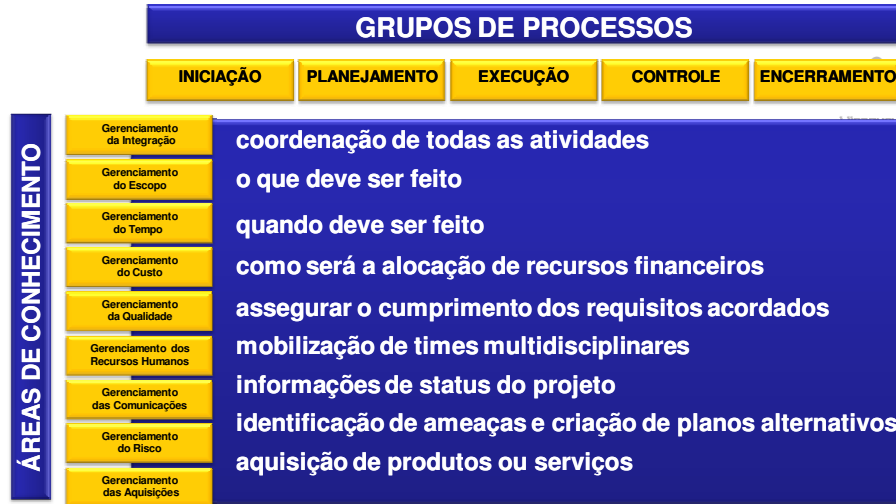 GRUPOS DE PROCESSOS
INICIAÇÃO
PLANEJAMENTO
EXECUÇÃO
CONTROLE
ENCERRAMENTO
ÁREAS DE CONHECIMENTO
Gerenciamento
da Integração
coordenação de todas as atividades
Gerenciamento
do Escopo
o que deve ser feito
Gerenciamento
do Tempo
quando deve ser feito
Gerenciamento
do Custo
como será a alocação de recursos financeiros
Gerenciamento
da Qualidade
assegurar o cumprimento dos requisitos acordados
Gerenciamento dos
Recursos Humanos
mobilização de times multidisciplinares
Gerenciamento
das Comunicações
informações de status do projeto
Gerenciamento
do Risco
identificação de ameaças e criação de planos alternativos
Gerenciamento
das Aquisições
aquisição de produtos ou serviços